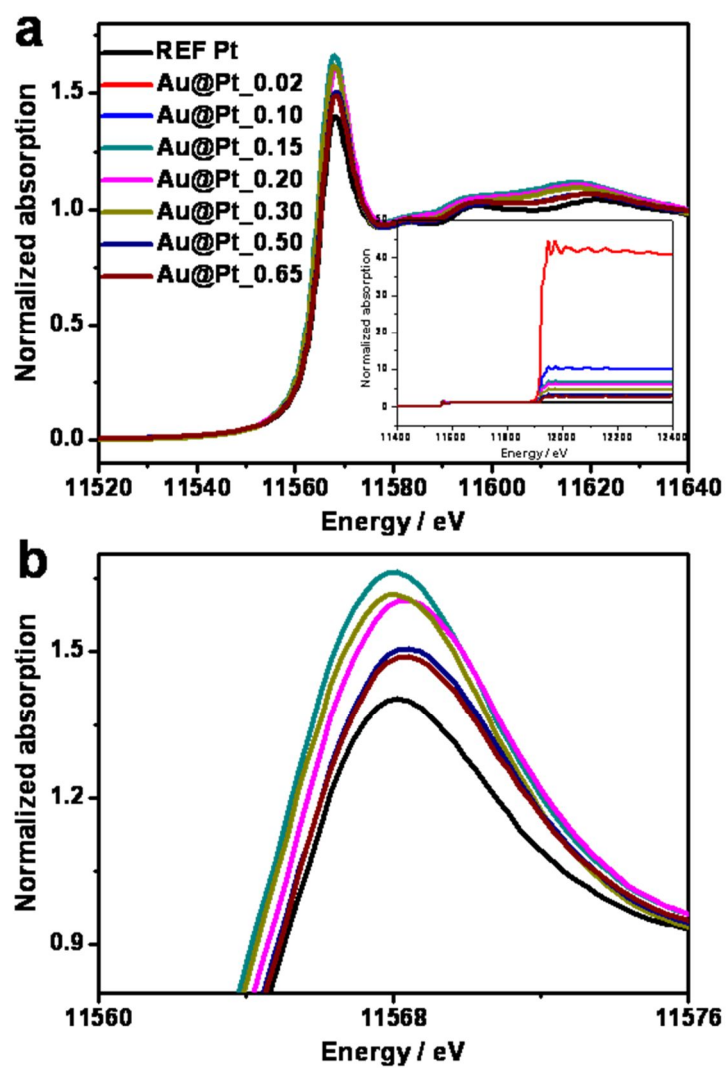 a
REF Pt
Au@Pt_0.02
Au@Pt_0.10
Au@Pt_0.15
Au@Pt_0.20
Au@Pt_0.30
Au@Pt_0.50
Au@Pt_0.65
Normalized absorption
1.5
1.0
0.5
0.0
11520 11540 11560 11580 11600 11620 11640
Energy / eV
Normalized absorption
50
40
30
20
10
0
11400 11600 11800 12000 12200 12400
Energy / eV
b
Normalized absorption
1.5
1.2
0.9
11560 11568 11576
Energy / eV